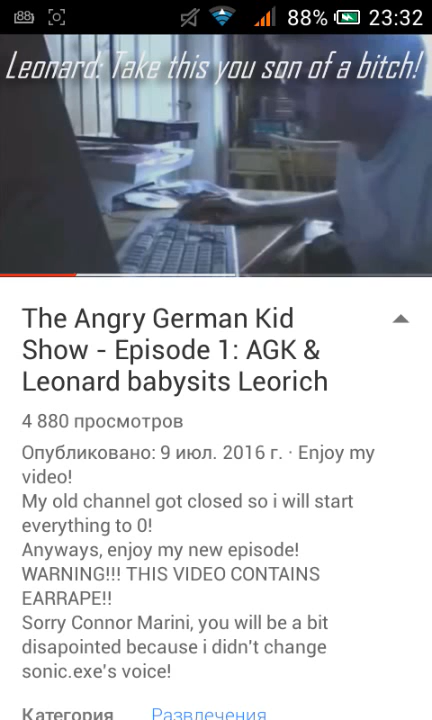 88%
23:32
Leonard: Take this you son of a bitch!
The Angry German Kid
Show - Episode 1: AGK &
Leonard babysits Leorich
4 880 просмотров
Опубликовано: 9 июл. 2016 г. · Enjoy my
video!
My old channel got closed so i will start
everything to 0!
Anyways, enjoy my new episode!
WARNING!!! THIS VIDEO CONTAINS
EARRAPE!!
Sorry Connor Marini, you will be a bit
disapointed because i didn't change
sonic.exe's voice!
Категория Развлечения